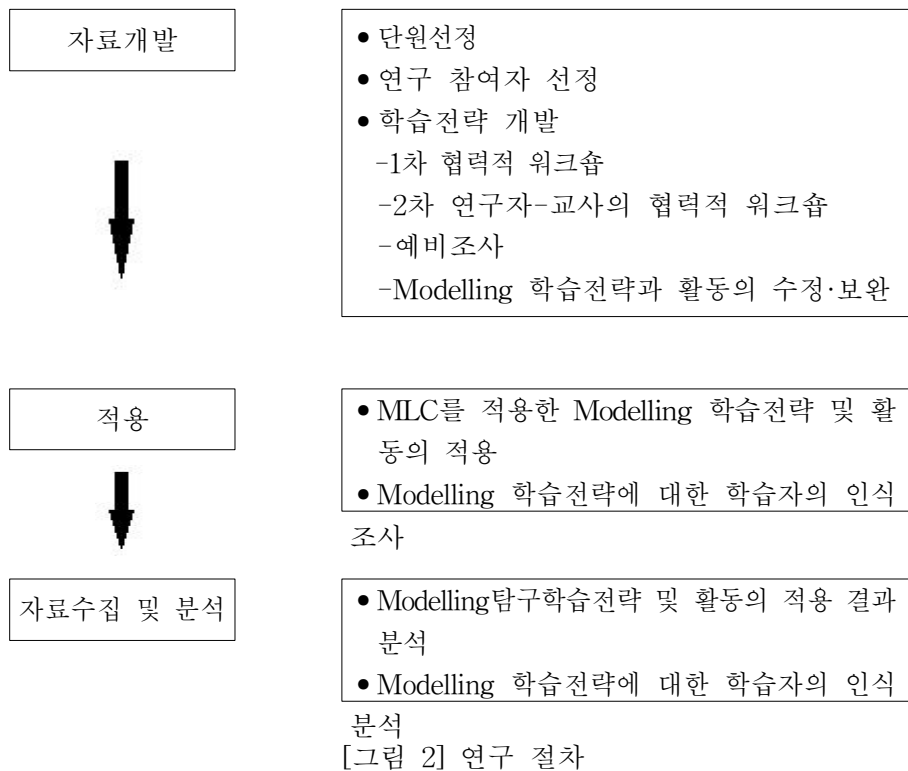 자료개발
• 단원선정
• 연구 참여자 선정
• 학습전략 개발
-1차 협력적 워크숍
-2차 연구자-교사의 협력적 워크숍
-예비조사
-Modelling 학습전략과 활동의 수정·보완
적용
• MLC를 적용한 Modelling 학습전략 및 활
동의 적용
• Modelling 학습전략에 대한 학습자의 인식
조사
자료수집 및 분석
• Modelling탐구학습전략 및 활동의 적용 결과
분석
• Modelling 학습전략에 대한 학습자의 인식
분석
[그림 2] 연구 절차